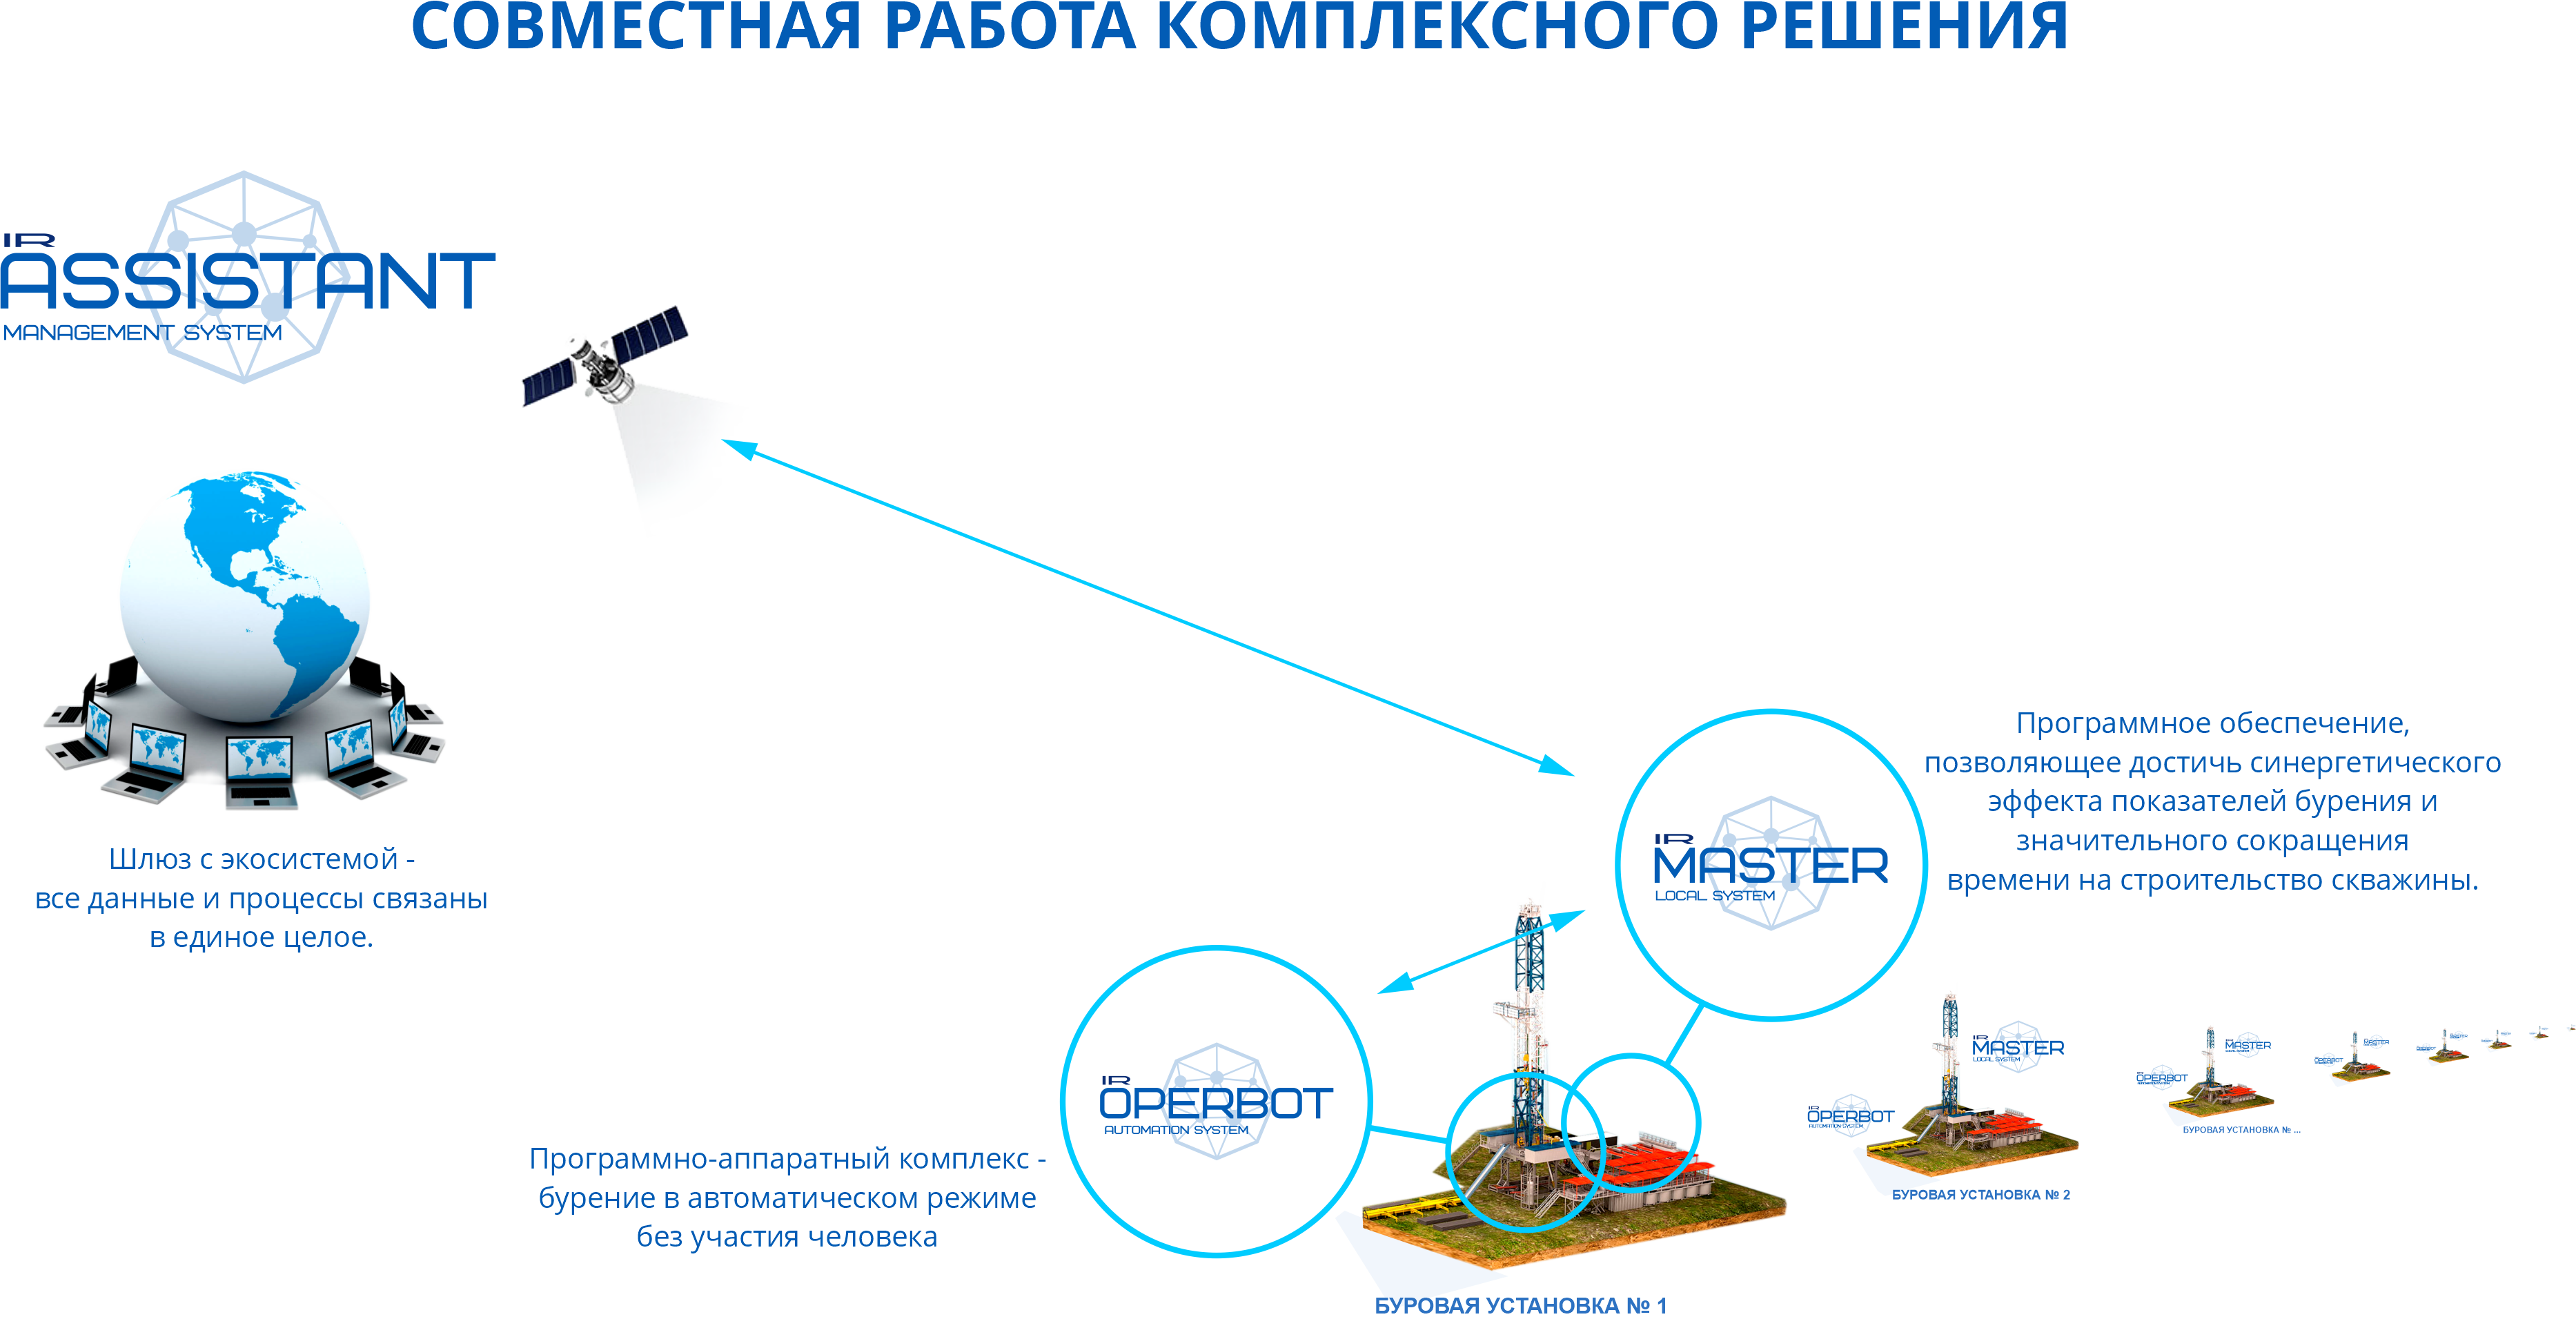 СОВМЕСТНАЯ РАБОТА КОМПЛЕКСНОГО РЕШЕНИЯ
IR
ASSISTANT
MANAGEMENT SYSTEM
Шлюз с экосистемой -
все данные и процессы связаны
в единое целое.
IR
MASTER
LOCAL SYSTEM
Программное обеспечение,
позволяющее достичь синергетического
эффекта показателей бурения и
значительного сокращения
времени на строительство скважины.
IR
OPERBOT
AUTOMATION SYSTEM
Программно-аппаратный комплекс -
бурение в автоматическом режиме
без участия человека
БУРОВАЯ УСТАНОВКА № 1
IR
MASTER
LOCAL SYSTEM
IR
OPERBOT
AUTOMATION SYSTEM
БУРОВАЯ УСТАНОВКА № 2
MASTER
OPERBOT
БУРОВАЯ УСТАНОВКА № ...
MASTER
OPERBOT